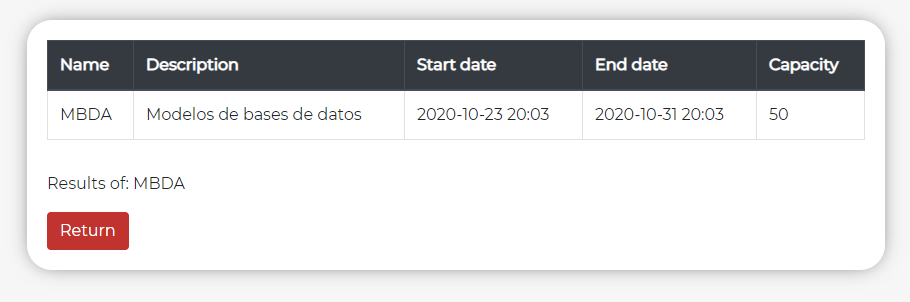 Name Description Start date End date Capacity
MBDA Modelos de bases de datos 2020-10-23 20:03 2020-10-31 20:03 50
Results of: MBDA
Return